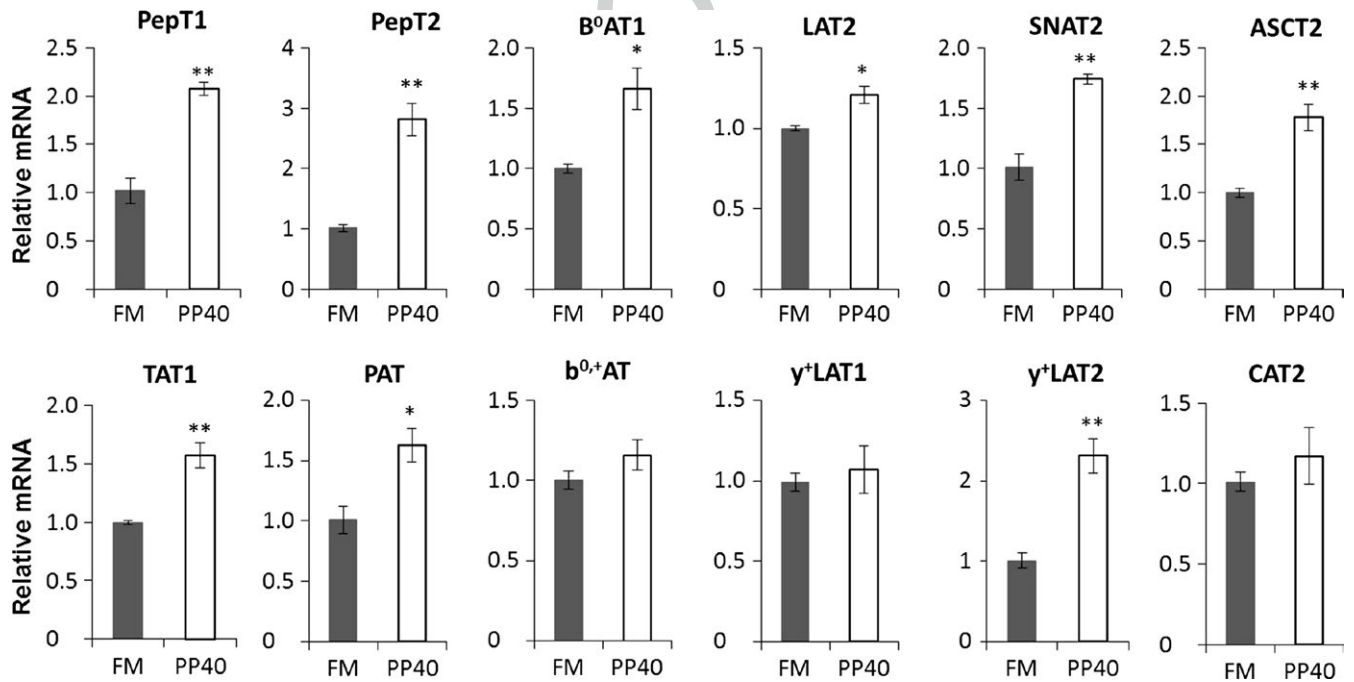 PepT1 PepT2 B⁰AT1 LAT2 SNAT2 ASCT2
Relative mRNA
2.5 2.0 1.5 1.0 0.5 0
**
FM PP40
4 3 2 1 0
**
FM PP40
2.0 1.5 1.0 0.5 0
*
FM PP40
1.5 1.0 0.5 0
*
FM PP40
2.0 1.5 1.0 0.5 0
**
FM PP40
2.5 2.0 1.5 1.0 0.5 0
**
FM PP40
TAT1 PAT b⁰,⁺AT y⁺LAT1 y⁺LAT2 CAT2
Relative mRNA
2.0 1.5 1.0 0.5 0
**
FM PP40
2.0 1.5 1.0 0.5 0
*
FM PP40
1.5 1.0 0.5 0
FM PP40
1.5 1.0 0.5 0
FM PP40
3 2 1 0
**
FM PP40
1.5 1.0 0.5 0
FM PP40